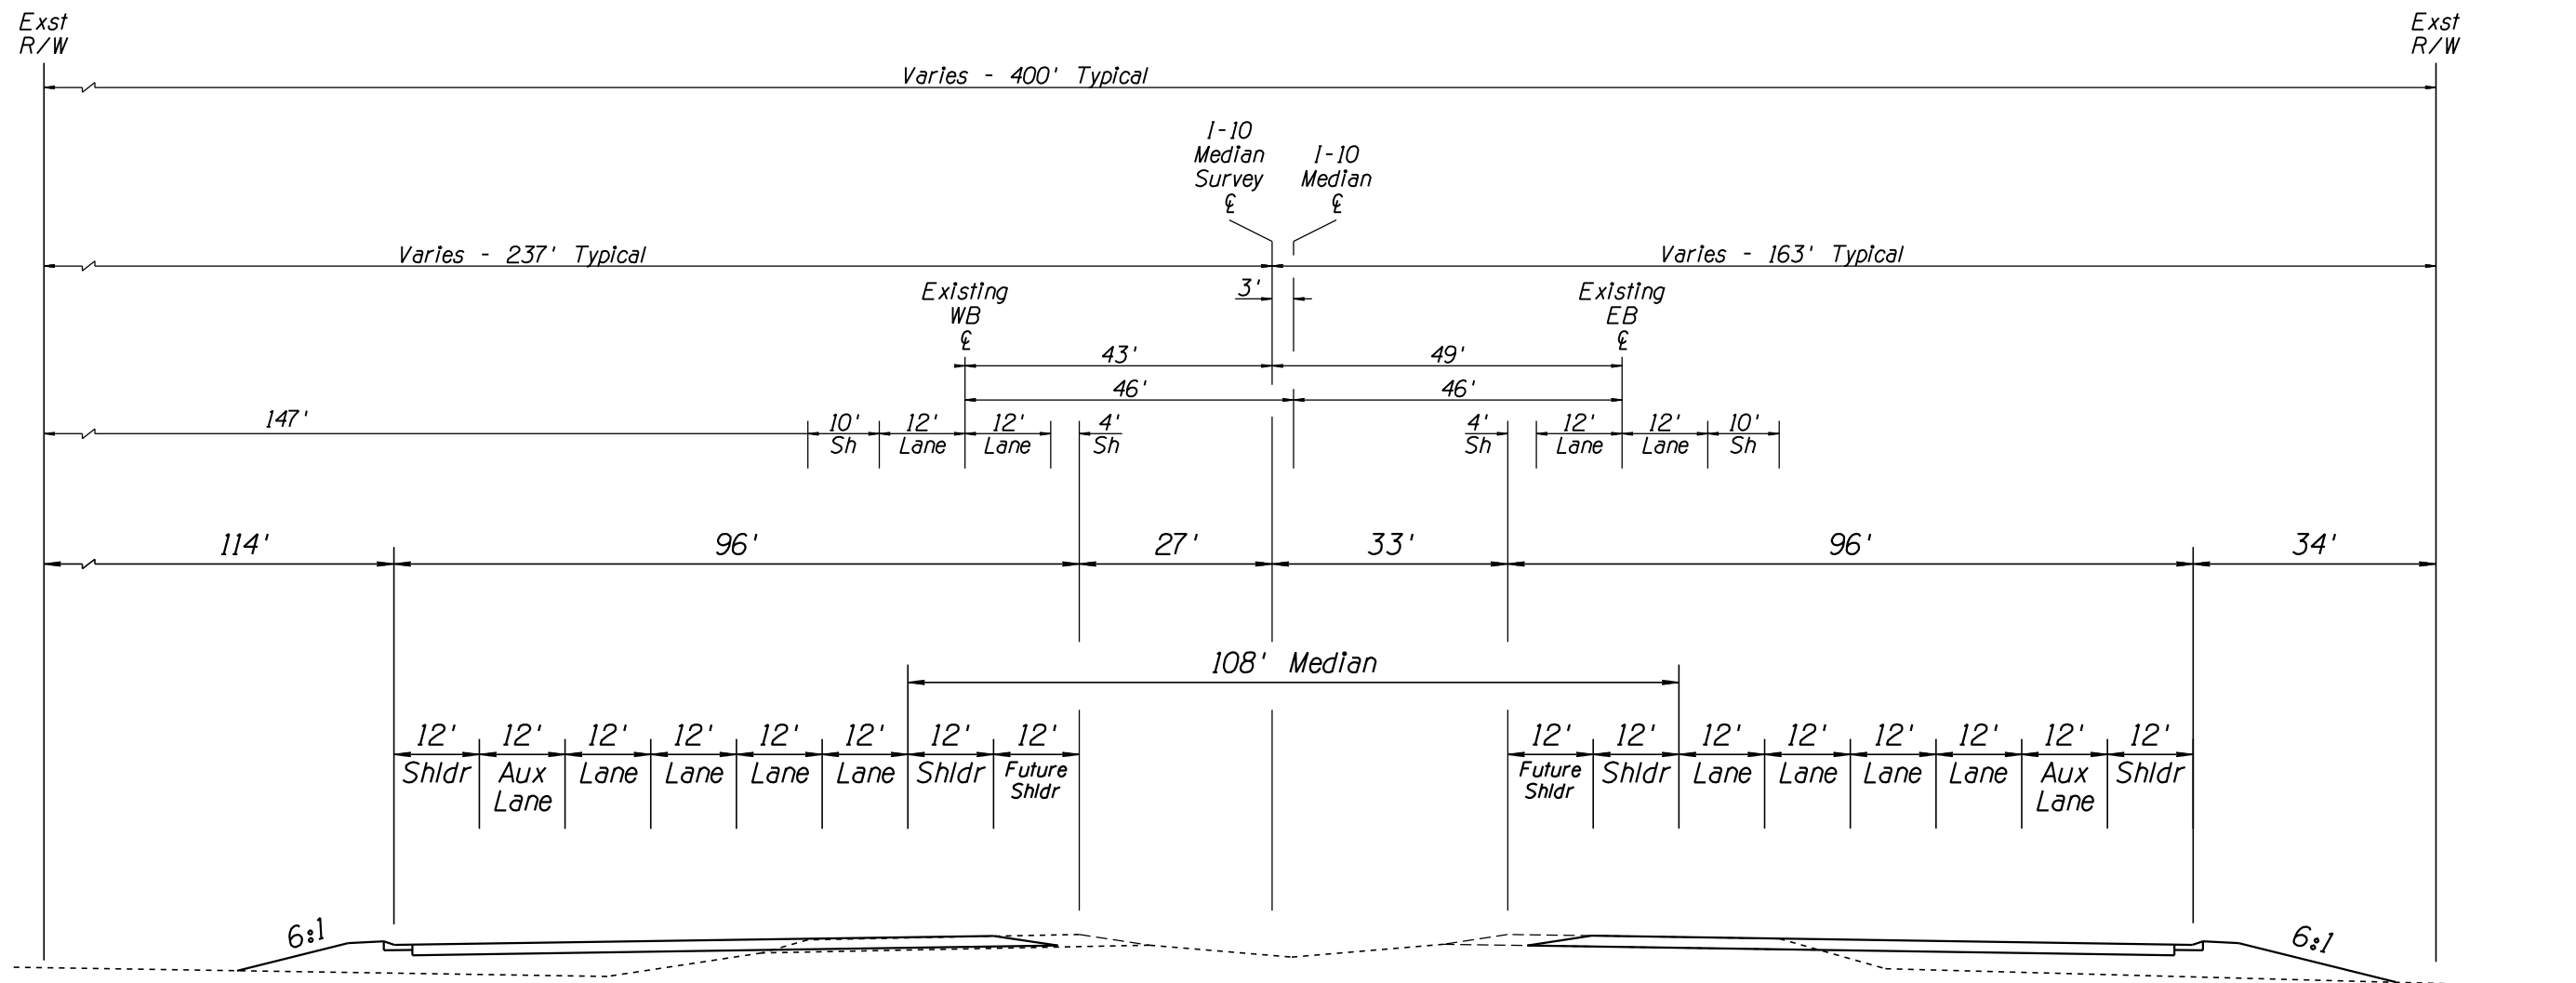 Exst
R/W
Exst
R/W
Varies - 400' Typical
I-10
Median
Survey
℄
I-10
Median
℄
Varies - 237' Typical
Varies - 163' Typical
3'
Existing
WB
℄
Existing
EB
℄
43'
49'
46'
46'
147'
10'
Sh
12'
Lane
12'
Lane
4'
Sh
4'
Sh
12'
Lane
12'
Lane
10'
Sh
114'
96'
27'
33'
96'
34'
108' Median
12'
Shldr
12'
Aux
Lane
12'
Lane
12'
Lane
12'
Lane
12'
Lane
12'
Shldr
12'
Future
Shldr
12'
Future
Shldr
12'
Shldr
12'
Lane
12'
Lane
12'
Lane
12'
Lane
12'
Aux
Lane
12'
Shldr
6:1
6:1